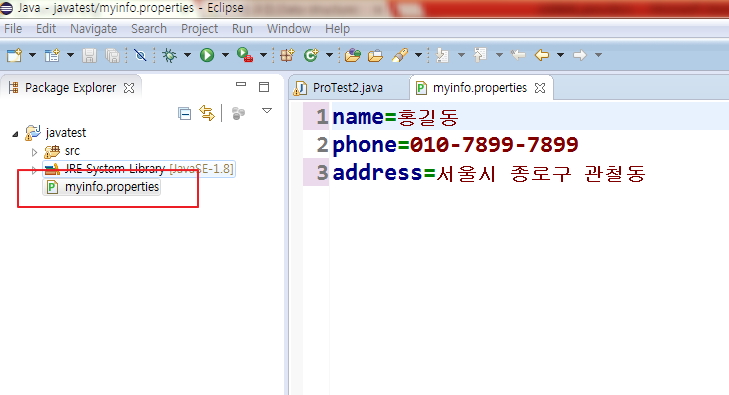 Java - javatest/myinfo.properties - Eclipse
File Edit Navigate Search Project Run Window Help
Package Explorer
ProTest2.java
myinfo.properties
javatest
src
JRE System Library [JavaSE-1.8]
myinfo.properties
1 name=홍길동
2 phone=010-7899-7899
3 address=서울시 종로구 관철동